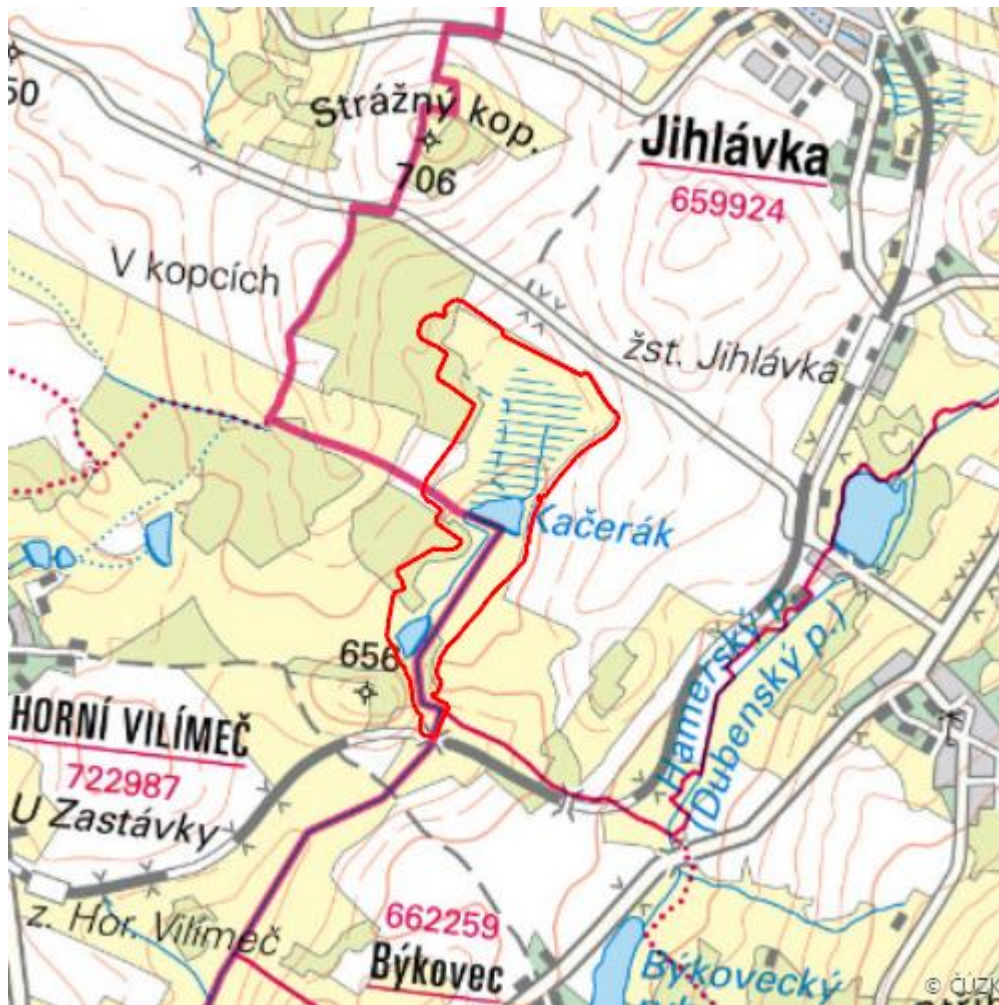 50
Strážný kop.
706
Jihlávka
659924
V kopcích
žst. Jihlávka
Kačerák
656
Hamerský p.
(Dubenský p.)
HORNÍ VILÍMEČ
722987
U Zastávky
z. Hor. Vilímeč
662259
Býkovec
Býkovecký
© ČÚZK